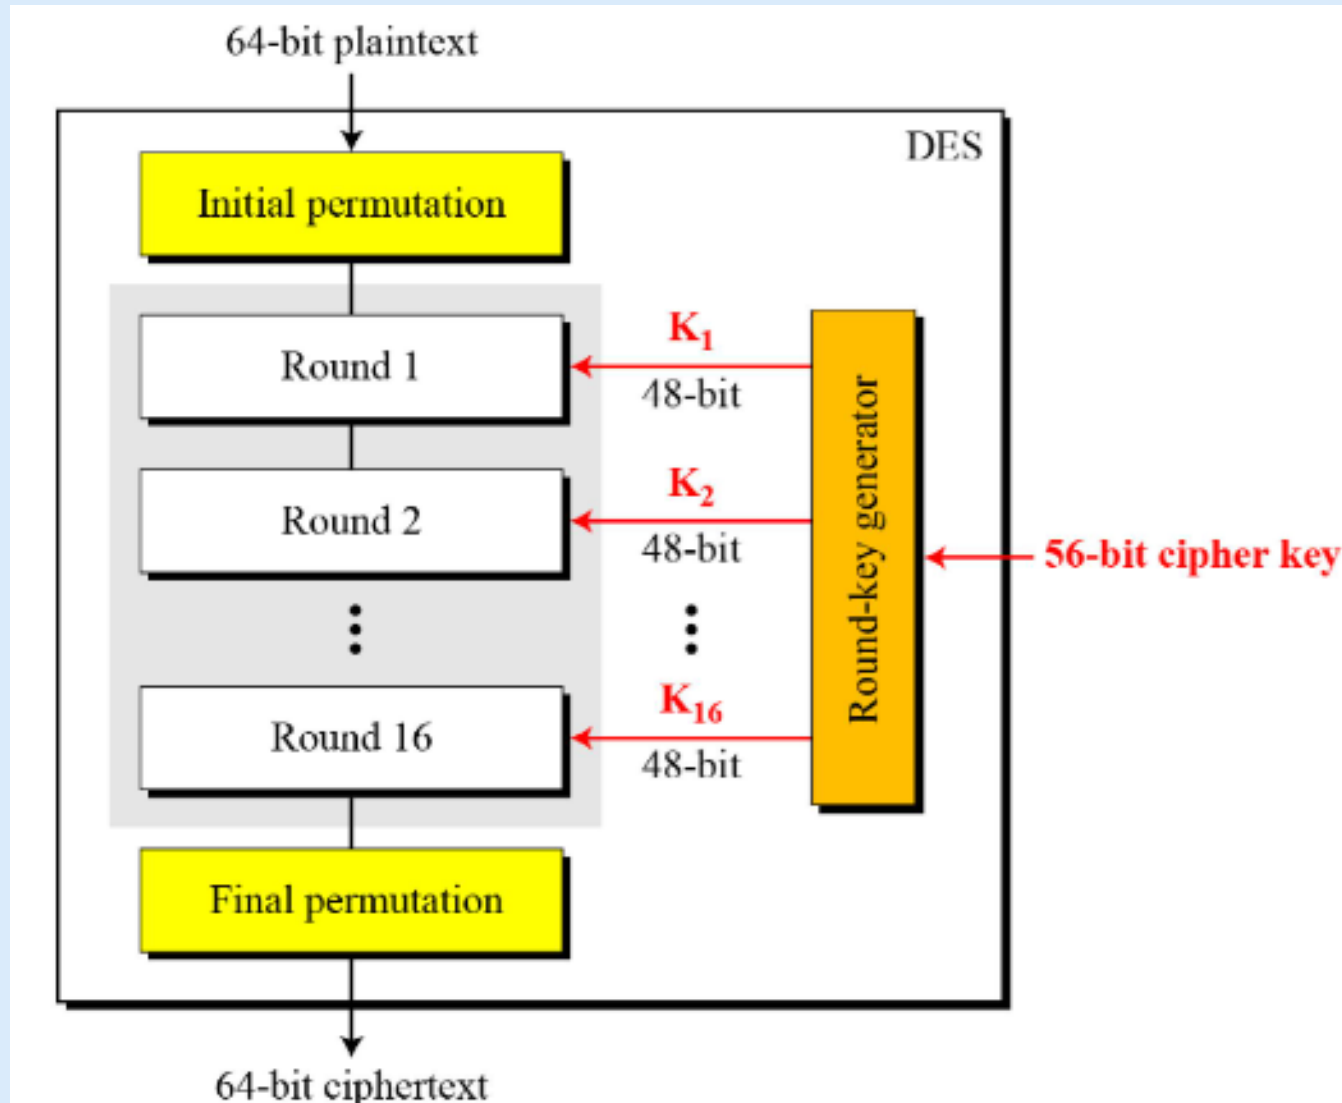 64-bit plaintext
DES
Initial permutation
Round 1
K1
48-bit
Round 2
K2
48-bit
Round-key generator
56-bit cipher key
Round 16
K16
48-bit
Final permutation
64-bit ciphertext